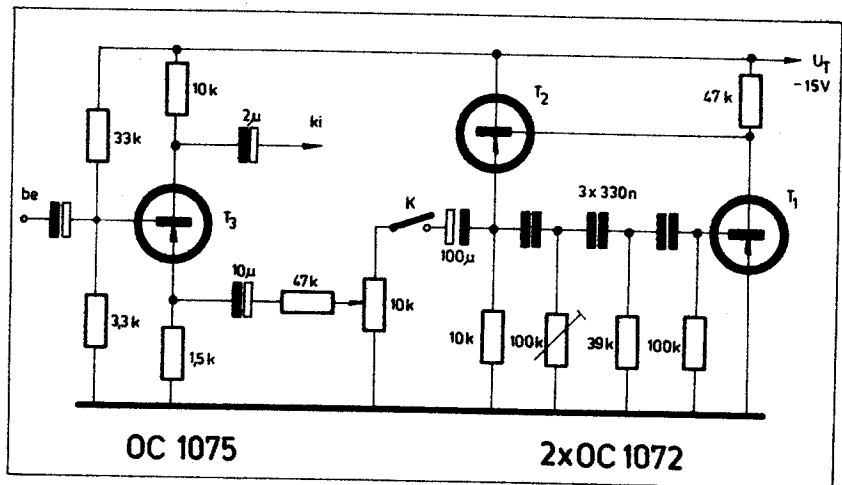 U_T
-15V
T2
47k
10k
2µ
ki
33k
be
T3
K
3x330n
T1
100µ
10µ
47k
10k
3,3k
1,5k
10k
100k
39k
100k
OC 1075
2xOC 1072